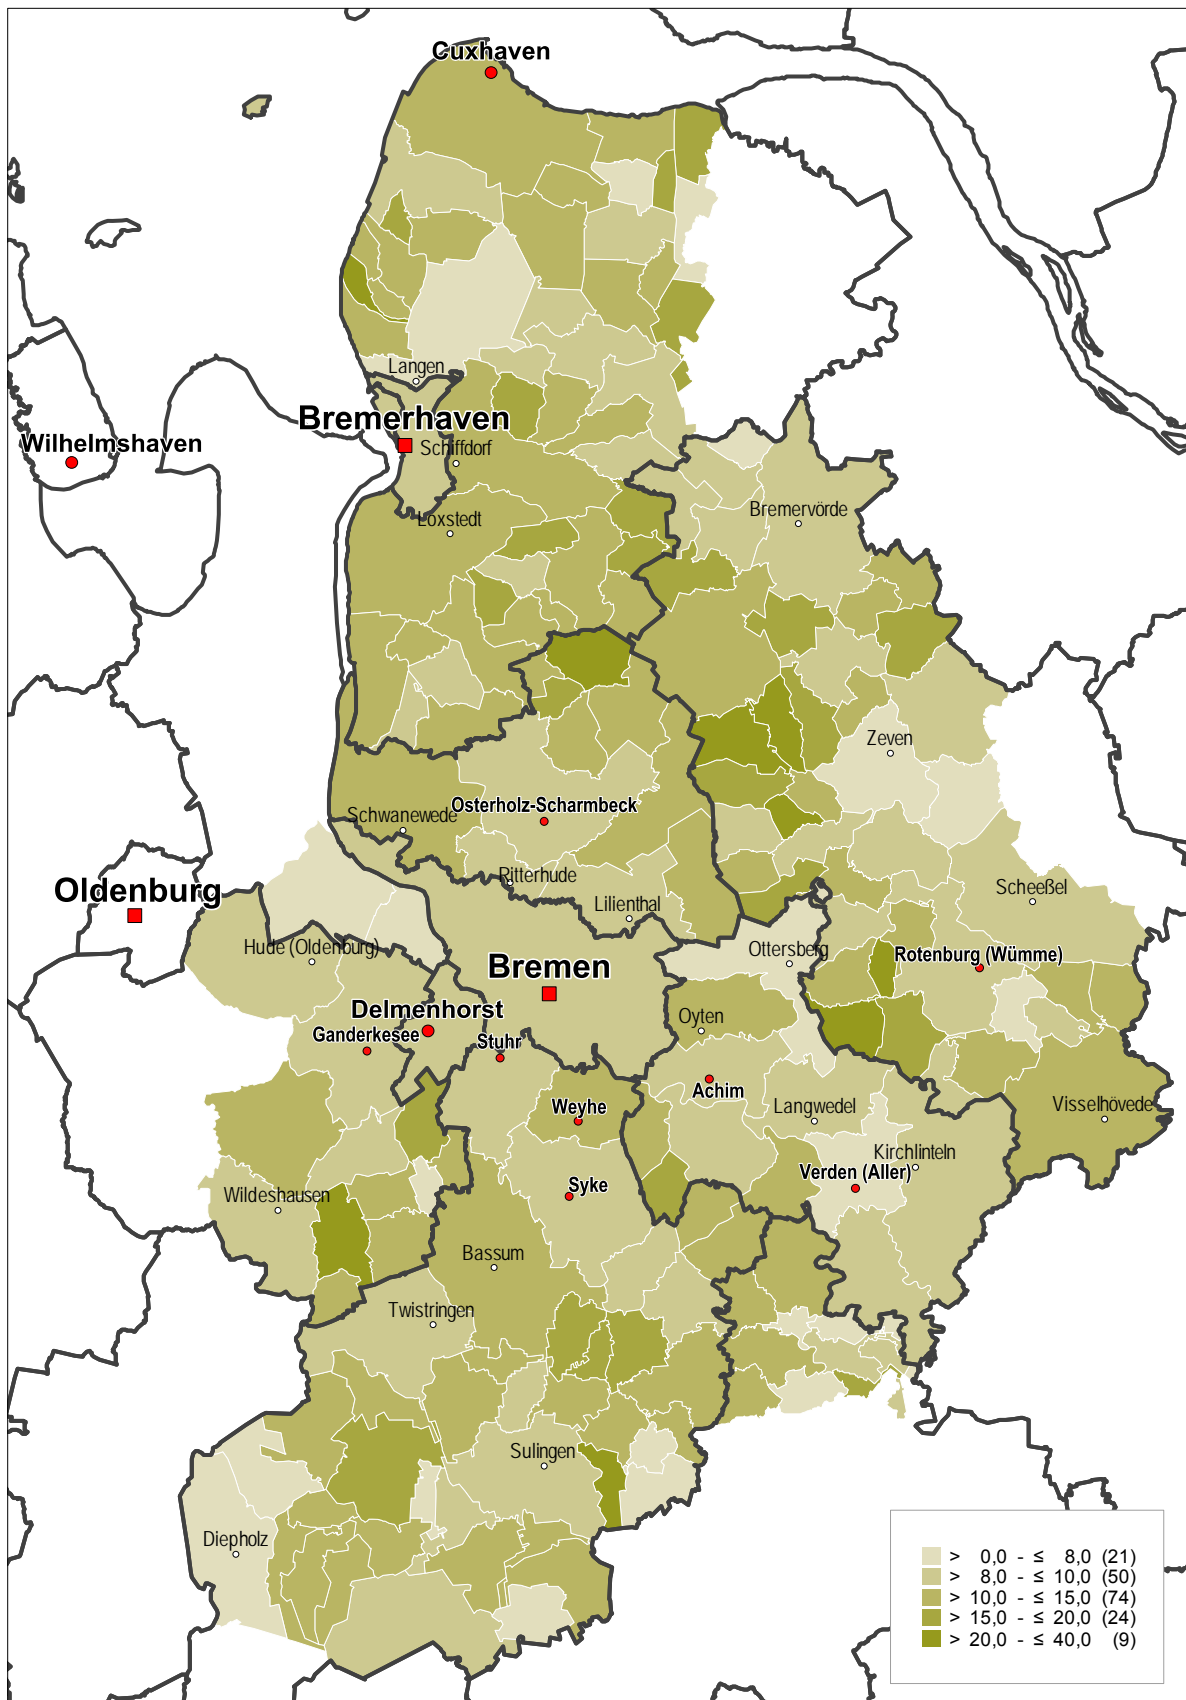 Cuxhaven
Langen
Bremerhaven
Wilhelmshaven
Schiffdorf
Bremervörde
Loxstedt
Zeven
Osterholz-Scharmbeck
Schwanewede
Ritterhude
Scheeßel
Oldenburg
Lilienthal
Hude (Oldenburg)
Ottersberg
Rotenburg (Wümme)
Bremen
Delmenhorst
Oyten
Ganderkesee
Stuhr
Achim
Weyhe
Langwedel
Visselhövede
Kirchlinteln
Verden (Aller)
Syke
Wildeshausen
Bassum
Twistringen
Sulingen
Diepholz
> 0,0 - ≤ 8,0 (21)
> 8,0 - ≤ 10,0 (50)
> 10,0 - ≤ 15,0 (74)
> 15,0 - ≤ 20,0 (24)
> 20,0 - ≤ 40,0 (9)